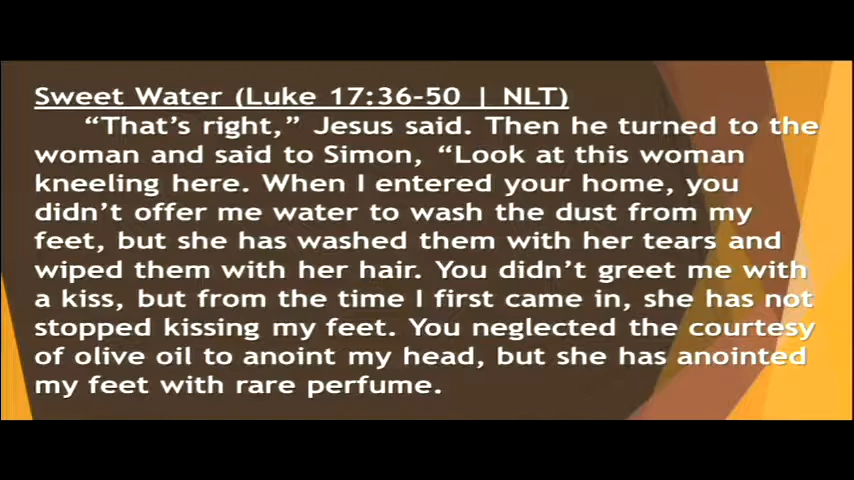 Sweet Water (Luke 17:36-50 | NLT)
“That’s right,” Jesus said. Then he turned to the
woman and said to Simon, “Look at this woman
kneeling here. When I entered your home, you
didn’t offer me water to wash the dust from my
feet, but she has washed them with her tears and
wiped them with her hair. You didn’t greet me with
a kiss, but from the time I first came in, she has not
stopped kissing my feet. You neglected the courtesy
of olive oil to anoint my head, but she has anointed
my feet with rare perfume.